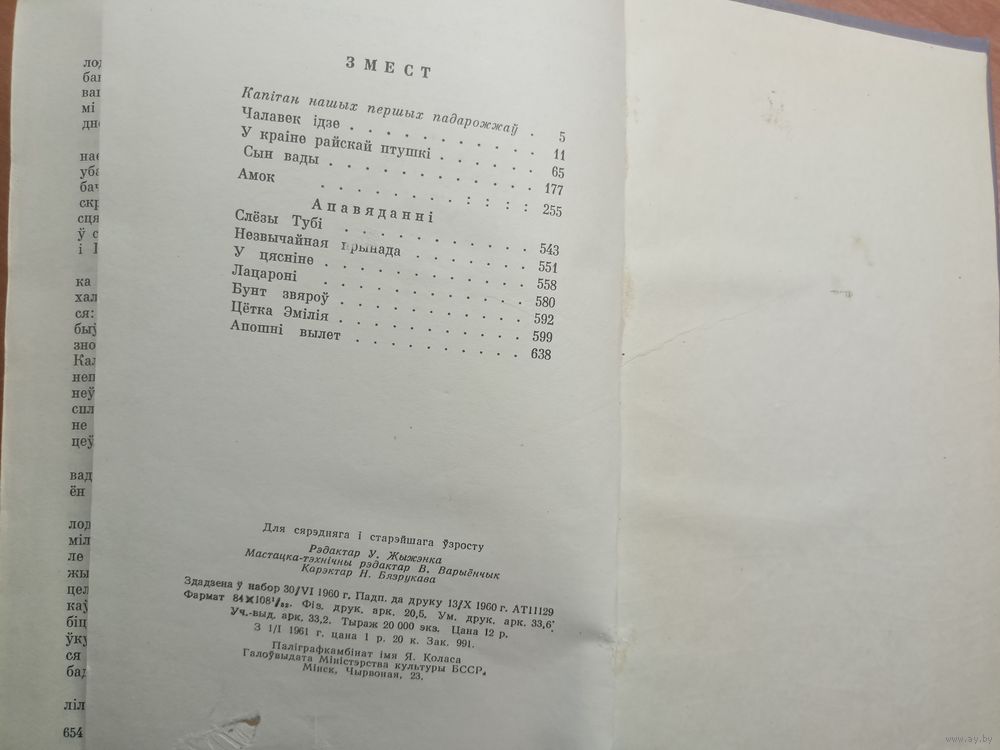 ЗМЕСТ
Капітан нашых першых падарожжаў . 5
Чалавек ідзе . . . . . . . . . . 11
У краіне райскай птушкі . . . . . . 65
Сын вады . . . . . . . . . . . 177
Амок . . . . . . . . . . . . 255
Апавяданні
Слёзы Тубі . . . . . . . . . . . 543
Незвычайная прынада . . . . . . . 551
У цясніне . . . . . . . . . . . 558
Лацароні . . . . . . . . . . . 580
Бунт звяроў . . . . . . . . . . 592
Цётка Эмілія . . . . . . . . . . 599
Апошні вылет . . . . . . . . . . 638
Для сярэдняга і старэйшага ўзросту
Рэдактар У. Жыжэнка
Мастацка-тэхнічны рэдактар В. Варыёнчык
Карэктар Н. Бязрукава
Здадзена ў набор 30/VI 1960 г. Падп. да друку 13/X 1960 г. АТ11129
Фармат 84×108¹/₃₂. Фіз. друк. арк. 20,5. Ум. друк. арк. 33,6
Уч.-выд. арк. 33,2. Тыраж 20 000 экз. Цана 12 р.
З 1/I 1961 г. цана 1 р. 20 к. Зак. 991.
Паліграфкамбінат імя Я. Коласа
Галоўвыдата Міністэрства культуры БССР,
Мінск, Чырвоная, 23.
654
www.ay.by